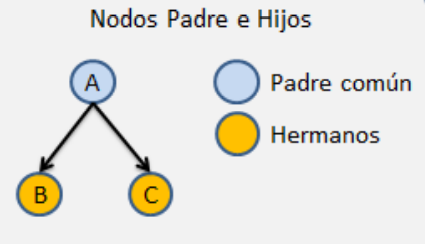 Nodos Padre e Hijos
A
Padre común
Hermanos
B
C